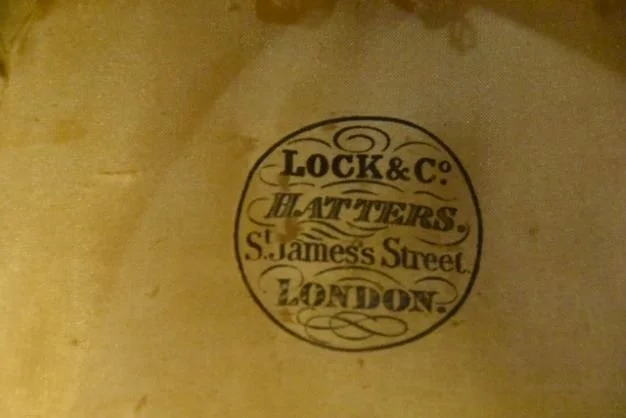 LOCK & Cº.
HATTERS.
St. James's Street.
LONDON.